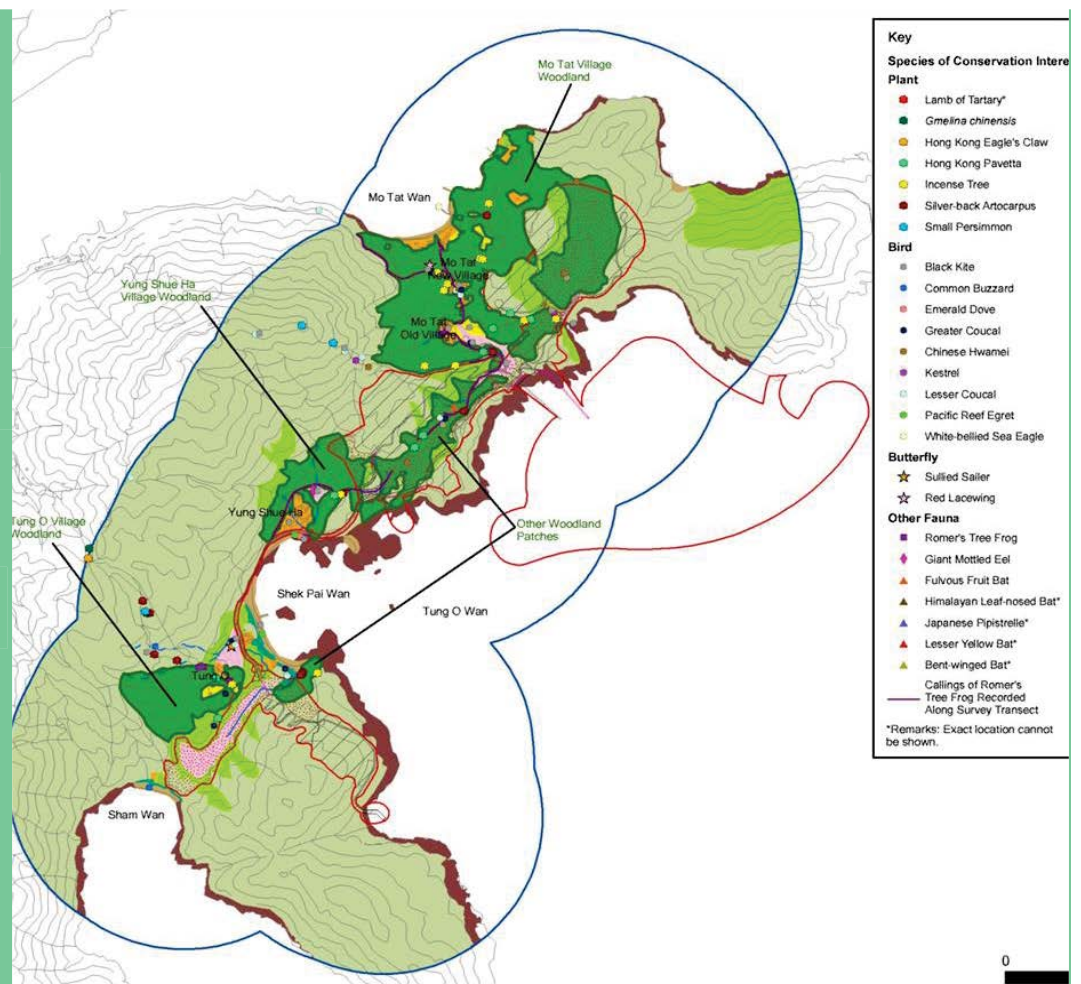 Mo Tat Village
Woodland
Mo Tat Wan
Mo Tat
New Village
Yung Shue Ha
Village Woodland
Mo Tat
Old Village
Tung O Village
Woodland
Yung Shue Ha
Other Woodland
Patches
Shek Pai Wan
Tung O Wan
Tung O
Sham Wan
Key
Species of Conservation Intere
Plant
Lamb of Tartary*
Gmelina chinensis
Hong Kong Eagle's Claw
Hong Kong Pavetta
Incense Tree
Silver-back Artocarpus
Small Persimmon
Bird
Black Kite
Common Buzzard
Emerald Dove
Greater Coucal
Chinese Hwamei
Kestrel
Lesser Coucal
Pacific Reef Egret
White-bellied Sea Eagle
Butterfly
Sullied Sailer
Red Lacewing
Other Fauna
Romer's Tree Frog
Giant Mottled Eel
Fulvous Fruit Bat
Himalayan Leaf-nosed Bat*
Japanese Pipistrelle*
Lesser Yellow Bat*
Bent-winged Bat*
Callings of Romer's
Tree Frog Recorded
Along Survey Transect
*Remarks: Exact location cannot
be shown.
0